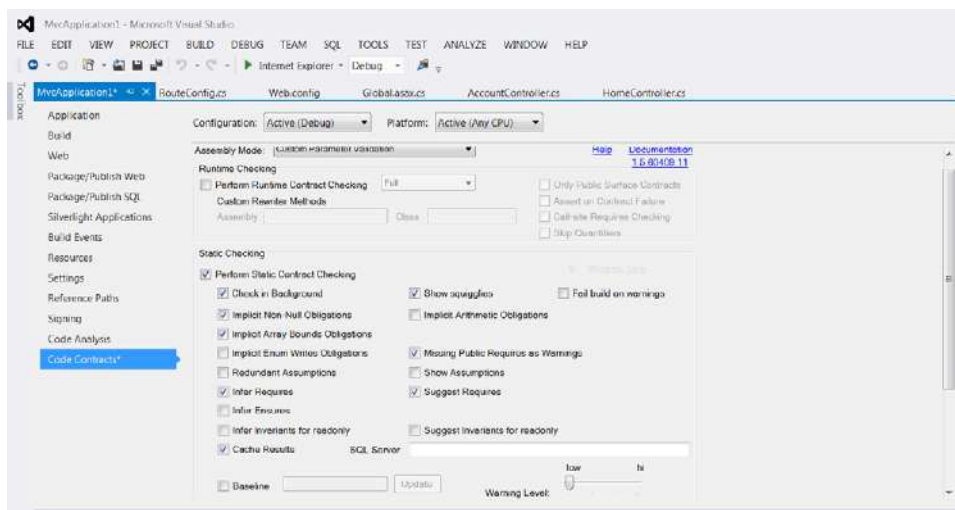 MvcApplication1 - Microsoft Visual Studio
FILE EDIT VIEW PROJECT BUILD DEBUG TEAM SQL TOOLS TEST ANALYZE WINDOW HELP
Internet Explorer Debug
Toolbox
MvcApplication1* RouteConfig.cs Web.config Global.asax.cs AccountController.cs HomeController.cs
Application
Build
Web
Package/Publish Web
Package/Publish SQL
Silverlight Applications
Build Events
Resources
Settings
Reference Paths
Signing
Code Analysis
Code Contracts*
Configuration: Active (Debug) Platform: Active (Any CPU)
Assembly Mode: Custom Parameter Validation Help Documentation
1.5.60409.11
Runtime Checking
Perform Runtime Contract Checking Full Only Public Surface Contracts
Custom Rewriter Methods Assert on Contract Failure
Assembly Class Call-site Requires Checking
Skip Quantifiers
Static Checking
Perform Static Contract Checking
Check in Background Show squigglies Fail build on warnings
Implicit Non-Null Obligations Implicit Arithmetic Obligations
Implicit Array Bounds Obligations
Implicit Enum Writes Obligations Missing Public Requires as Warnings
Redundant Assumptions Show Assumptions
Infer Requires Suggest Requires
Infer Ensures
Infer Invariants for readonly Suggest Invariants for readonly
Cache Results SQL Server
low hi
Baseline Update Warning Level: